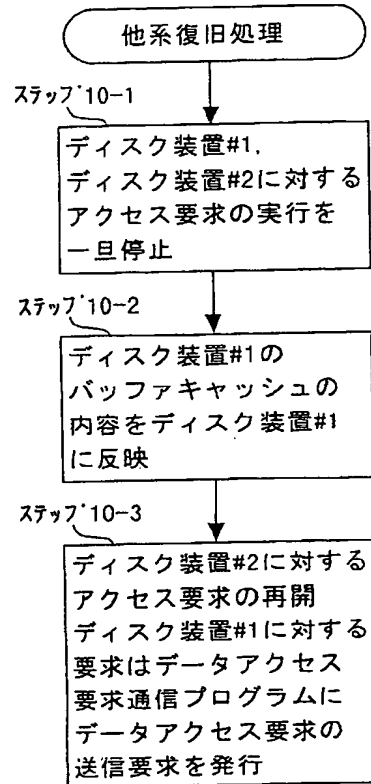 他系復旧処理
ステップ10-1
ディスク装置#1,
ディスク装置#2に対する
アクセス要求の実行を
一旦停止
ステップ10-2
ディスク装置#1の
バッファキャッシュの
内容をディスク装置#1
に反映
ステップ10-3
ディスク装置#2に対する
アクセス要求の再開
ディスク装置#1に対する
要求はデータアクセス
要求通信プログラムに
データアクセス要求の
送信要求を発行